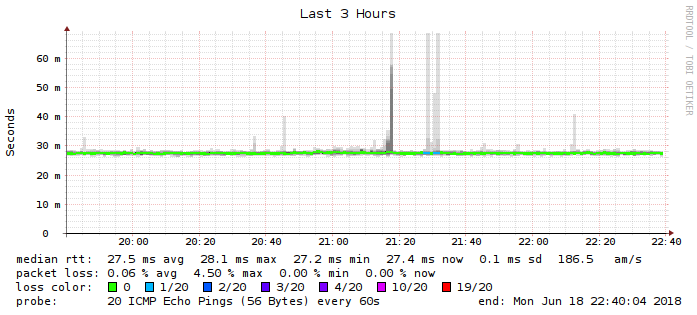 Last 3 Hours
RRDTOOL / TOBI OETIKER
Seconds
60 m
50 m
40 m
30 m
20 m
10 m
0
20:00 20:20 20:40 21:00 21:20 21:40 22:00 22:20 22:40
median rtt: 27.5 ms avg 28.1 ms max 27.2 ms min 27.4 ms now 0.1 ms sd 186.5 am/s
packet loss: 0.06 % avg 4.50 % max 0.00 % min 0.00 % now
loss color: 0 1/20 2/20 3/20 4/20 10/20 19/20
probe: 20 ICMP Echo Pings (56 Bytes) every 60s end: Mon Jun 18 22:40:04 2018